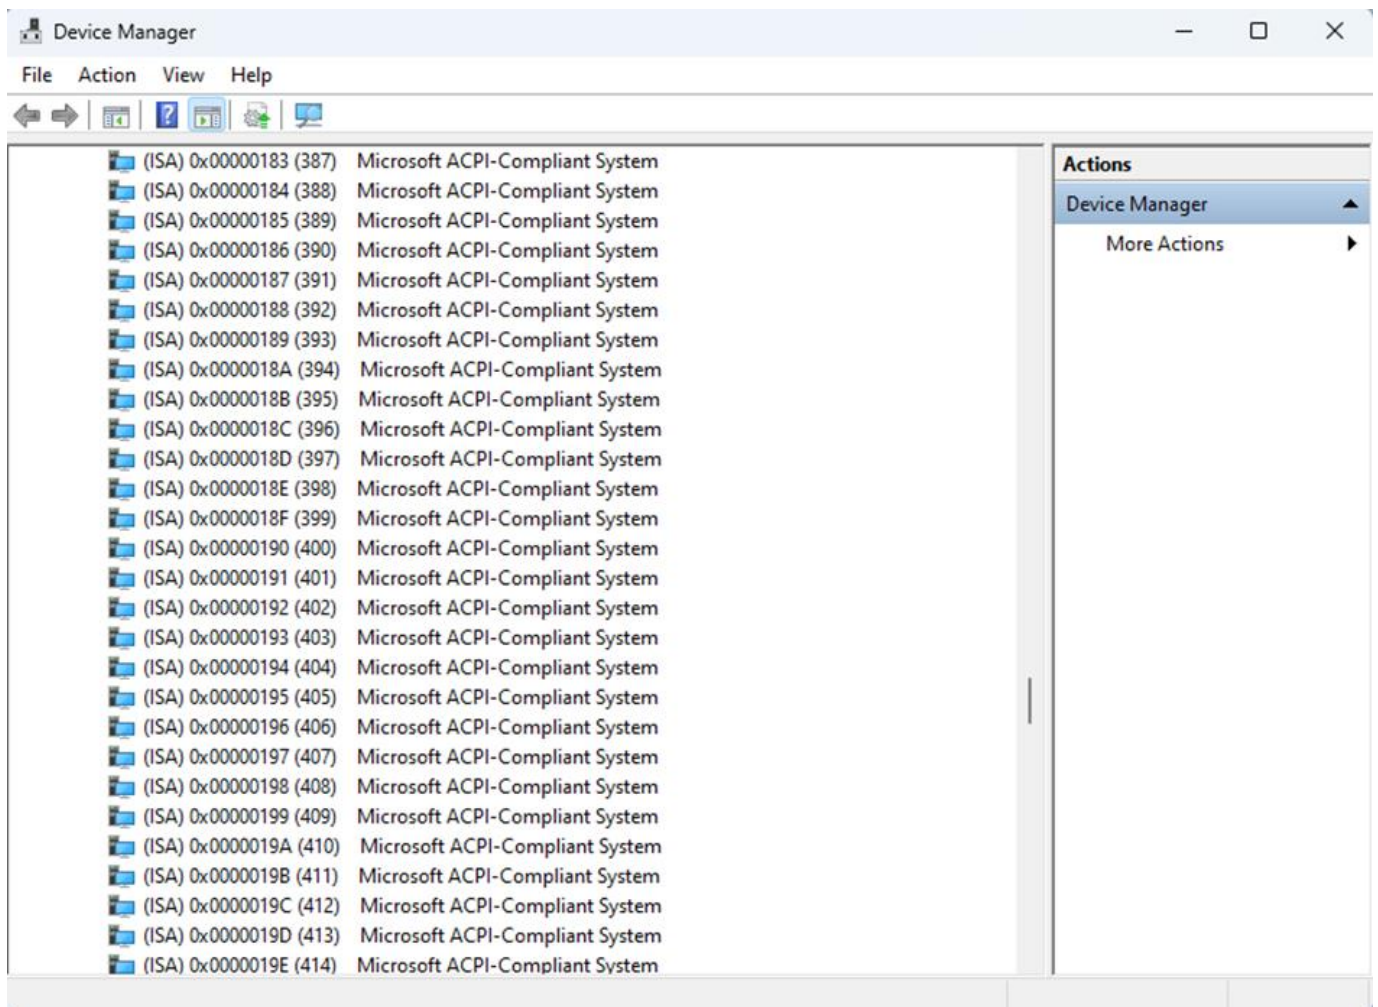 Device Manager
File Action View Help
(ISA) 0x00000183 (387) Microsoft ACPI-Compliant System
(ISA) 0x00000184 (388) Microsoft ACPI-Compliant System
(ISA) 0x00000185 (389) Microsoft ACPI-Compliant System
(ISA) 0x00000186 (390) Microsoft ACPI-Compliant System
(ISA) 0x00000187 (391) Microsoft ACPI-Compliant System
(ISA) 0x00000188 (392) Microsoft ACPI-Compliant System
(ISA) 0x00000189 (393) Microsoft ACPI-Compliant System
(ISA) 0x0000018A (394) Microsoft ACPI-Compliant System
(ISA) 0x0000018B (395) Microsoft ACPI-Compliant System
(ISA) 0x0000018C (396) Microsoft ACPI-Compliant System
(ISA) 0x0000018D (397) Microsoft ACPI-Compliant System
(ISA) 0x0000018E (398) Microsoft ACPI-Compliant System
(ISA) 0x0000018F (399) Microsoft ACPI-Compliant System
(ISA) 0x00000190 (400) Microsoft ACPI-Compliant System
(ISA) 0x00000191 (401) Microsoft ACPI-Compliant System
(ISA) 0x00000192 (402) Microsoft ACPI-Compliant System
(ISA) 0x00000193 (403) Microsoft ACPI-Compliant System
(ISA) 0x00000194 (404) Microsoft ACPI-Compliant System
(ISA) 0x00000195 (405) Microsoft ACPI-Compliant System
(ISA) 0x00000196 (406) Microsoft ACPI-Compliant System
(ISA) 0x00000197 (407) Microsoft ACPI-Compliant System
(ISA) 0x00000198 (408) Microsoft ACPI-Compliant System
(ISA) 0x00000199 (409) Microsoft ACPI-Compliant System
(ISA) 0x0000019A (410) Microsoft ACPI-Compliant System
(ISA) 0x0000019B (411) Microsoft ACPI-Compliant System
(ISA) 0x0000019C (412) Microsoft ACPI-Compliant System
(ISA) 0x0000019D (413) Microsoft ACPI-Compliant System
(ISA) 0x0000019E (414) Microsoft ACPI-Compliant System
Actions
Device Manager
More Actions